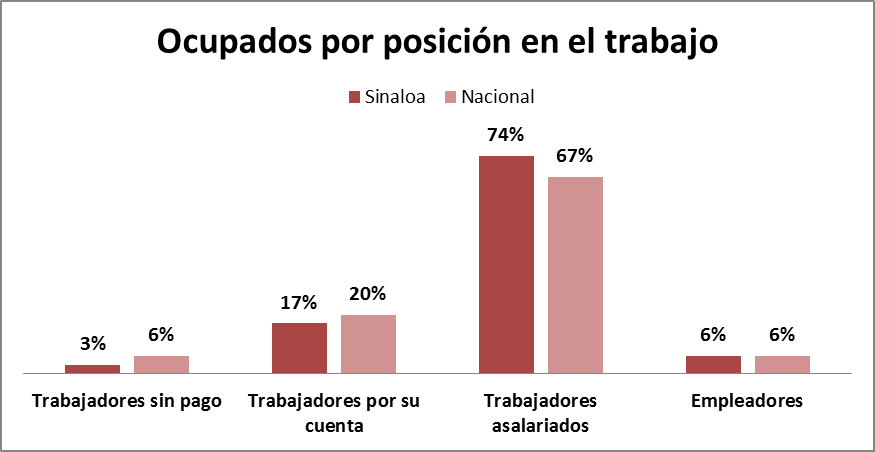 Ocupados por posición en el trabajo
Sinaloa Nacional
74%
67%
17%
20%
3%
6%
6%
6%
Trabajadores sin pago
Trabajadores por su
cuenta
Trabajadores
asalariados
Empleadores